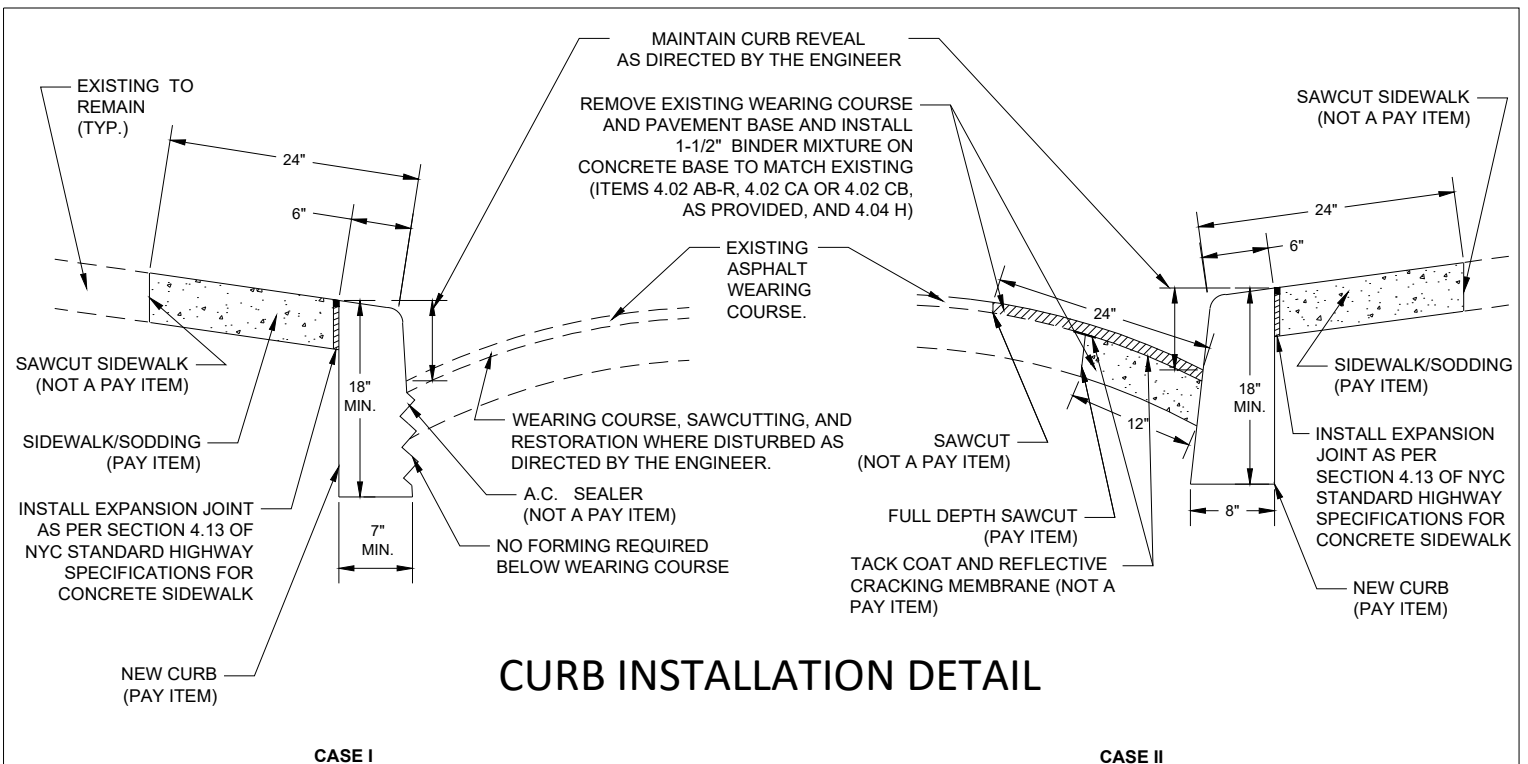 MAINTAIN CURB REVEAL
AS DIRECTED BY THE ENGINEER
EXISTING TO
REMAIN
(TYP.)
24"
6"
REMOVE EXISTING WEARING COURSE
AND PAVEMENT BASE AND INSTALL
1-1/2" BINDER MIXTURE ON
CONCRETE BASE TO MATCH EXISTING
(ITEMS 4.02 AB-R, 4.02 CA OR 4.02 CB,
AS PROVIDED, AND 4.04 H)
SAWCUT SIDEWALK
(NOT A PAY ITEM)
24"
6"
EXISTING
ASPHALT
WEARING
COURSE.
24"
SAWCUT SIDEWALK
(NOT A PAY ITEM)
18"
MIN.
SIDEWALK/SODDING
(PAY ITEM)
INSTALL EXPANSION JOINT
AS PER SECTION 4.13 OF
NYC STANDARD HIGHWAY
SPECIFICATIONS FOR
CONCRETE SIDEWALK
7"
MIN.
NEW CURB
(PAY ITEM)
WEARING COURSE, SAWCUTTING, AND
RESTORATION WHERE DISTURBED AS
DIRECTED BY THE ENGINEER.
A.C. SEALER
(NOT A PAY ITEM)
NO FORMING REQUIRED
BELOW WEARING COURSE
12"
SAWCUT
(NOT A PAY ITEM)
FULL DEPTH SAWCUT
(PAY ITEM)
TACK COAT AND REFLECTIVE
CRACKING MEMBRANE (NOT A
PAY ITEM)
18"
MIN.
8"
SIDEWALK/SODDING
(PAY ITEM)
INSTALL EXPANSION
JOINT AS PER
SECTION 4.13 OF NYC
STANDARD HIGHWAY
SPECIFICATIONS FOR
CONCRETE SIDEWALK
NEW CURB
(PAY ITEM)
CURB INSTALLATION DETAIL
CASE I
CASE II